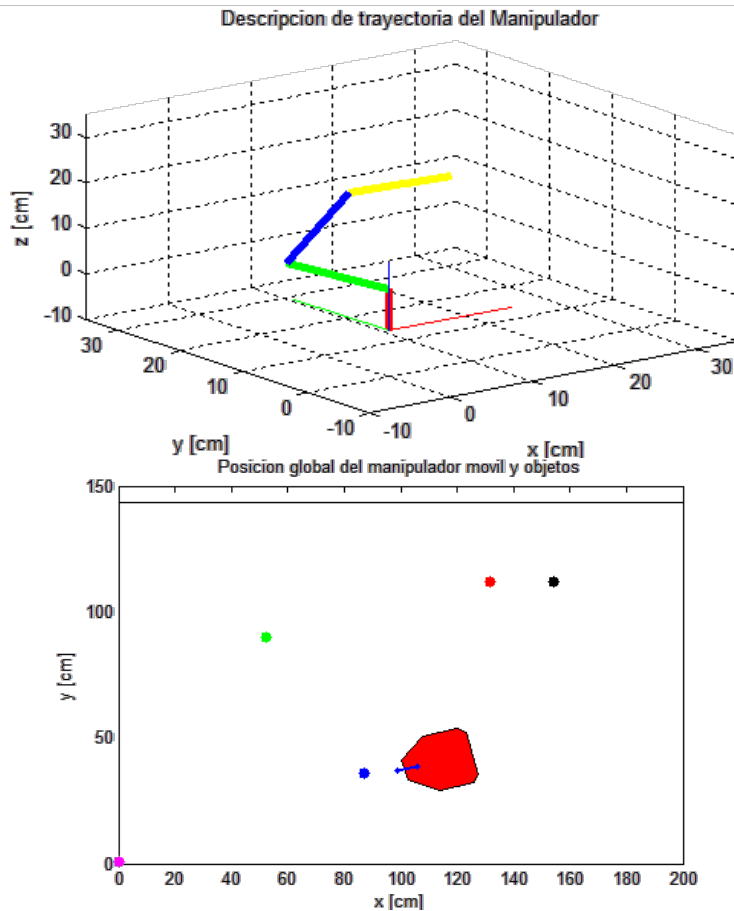 Descripcion de trayectoria del Manipulador
30
20
10
0
-10
z [cm]
30
20
10
0
-10
y [cm]
-10
0
10
20
30
x [cm]
Posicion global del manipulador movil y objetos
150
100
50
0
y [cm]
0 20 40 60 80 100 120 140 160 180 200
x [cm]